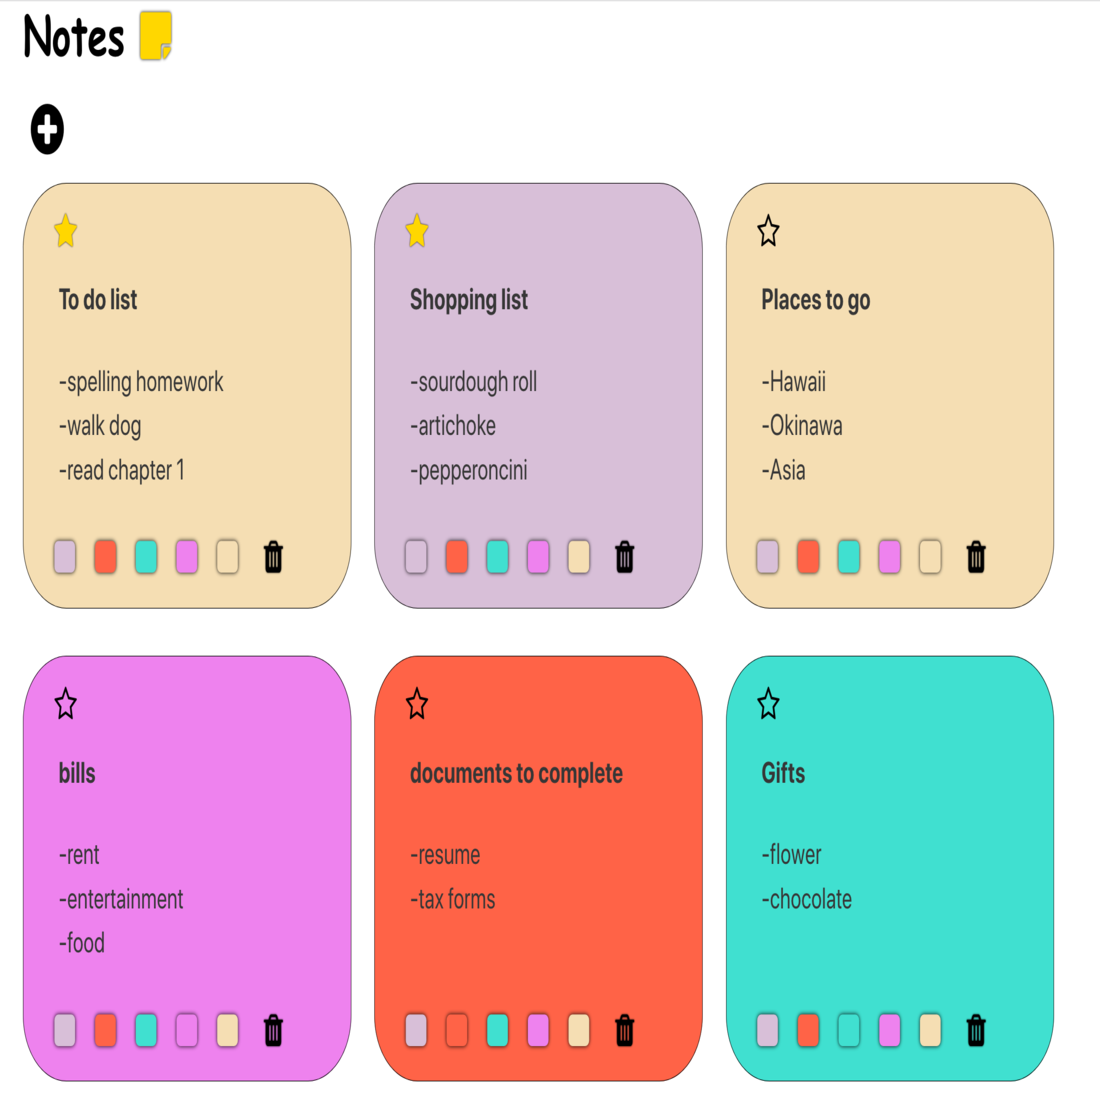 Notes
To do list
-spelling homework
-walk dog
-read chapter 1
Shopping list
-sourdough roll
-artichoke
-pepperoncini
Places to go
-Hawaii
-Okinawa
-Asia
bills
-rent
-entertainment
-food
documents to complete
-resume
-tax forms
Gifts
-flower
-chocolate